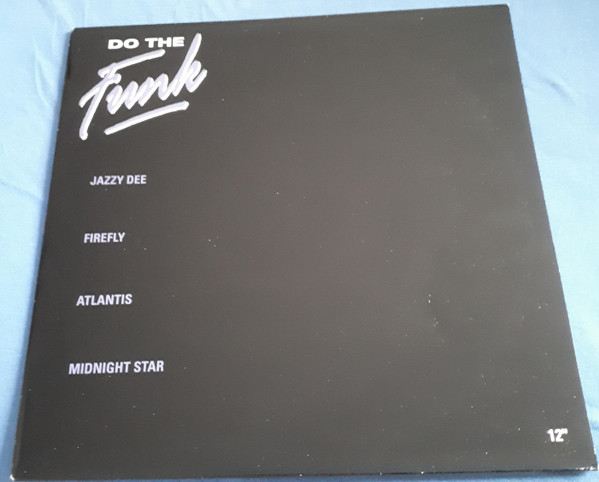 DO THE
Funk
JAZZY DEE
FIREFLY
ATLANTIS
MIDNIGHT STAR
12"